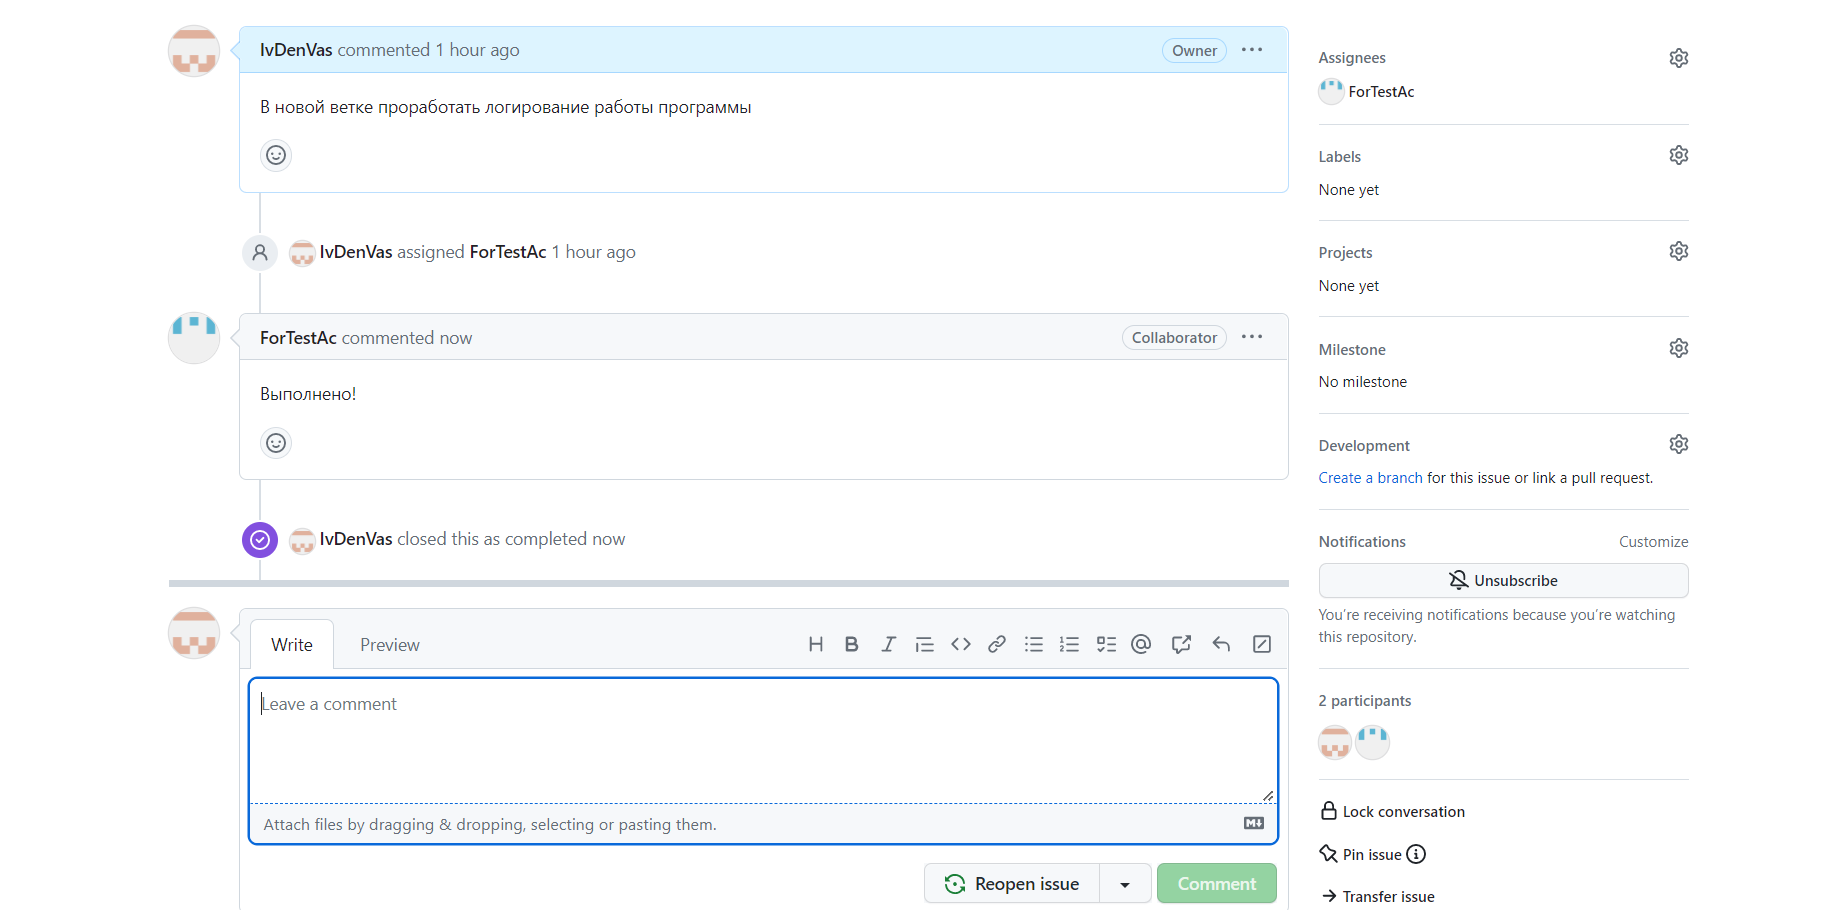 IvDenVas commented 1 hour ago
Owner
В новой ветке проработать логирование работы программы
IvDenVas assigned ForTestAc 1 hour ago
ForTestAc commented now
Collaborator
Выполнено!
IvDenVas closed this as completed now
Write
Preview
Leave a comment
Attach files by dragging & dropping, selecting or pasting them.
Reopen issue
Comment
Assignees
ForTestAc
Labels
None yet
Projects
None yet
Milestone
No milestone
Development
Create a branch for this issue or link a pull request.
Notifications
Customize
Unsubscribe
You're receiving notifications because you're watching
this repository.
2 participants
Lock conversation
Pin issue
Transfer issue